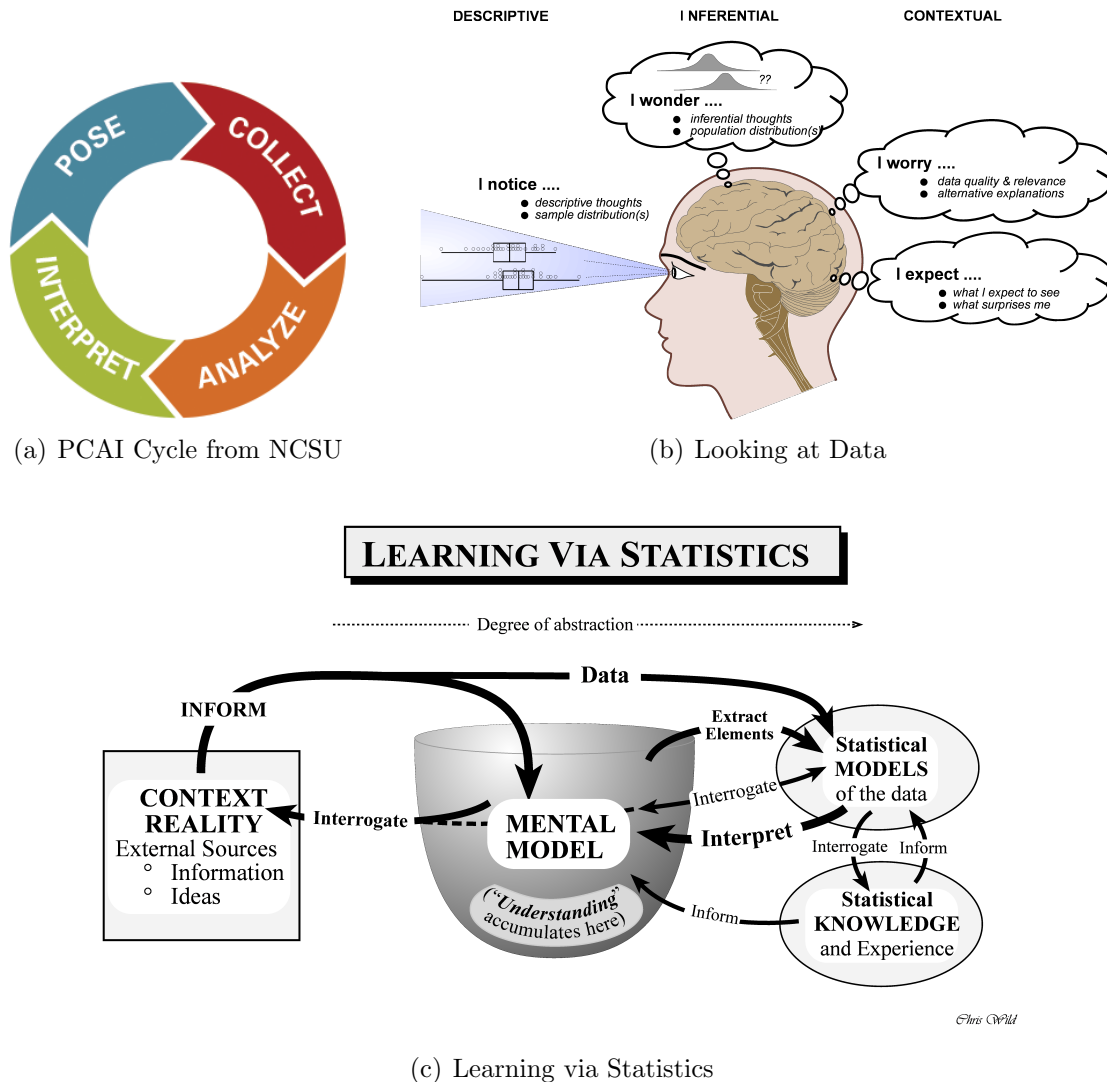 DESCRIPTIVE
I NFERENTIAL
CONTEXTUAL
POSE
COLLECT
ANALYZE
INTERPRET
??
I wonder ....
● inferential thoughts
● population distribution(s)
I notice ....
● descriptive thoughts
● sample distribution(s)
I worry ....
● data quality & relevance
● alternative explanations
I expect ....
● what I expect to see
● what surprises me
(a) PCAI Cycle from NCSU
(b) Looking at Data
LEARNING VIA STATISTICS
Degree of abstraction
Data
INFORM
Extract
Elements
Statistical
MODELS
of the data
CONTEXT
REALITY
External Sources
° Information
° Ideas
Interrogate
MENTAL
MODEL
Interrogate
Interpret
Interrogate
Inform
("Understanding"
accumulates here)
Inform
Statistical
KNOWLEDGE
and Experience
Chris Wild
(c) Learning via Statistics